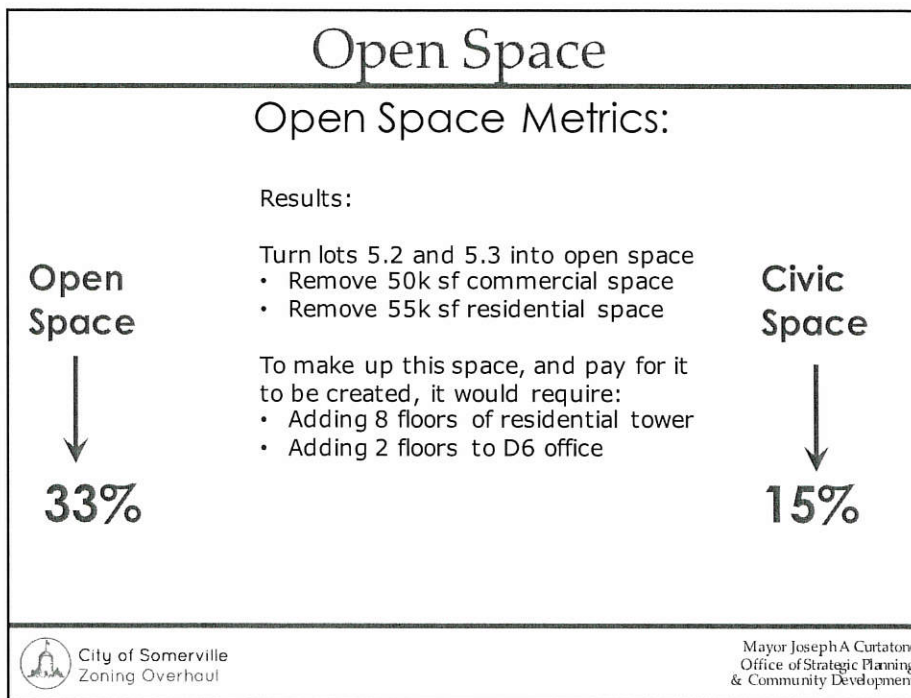 Open Space
Open Space Metrics:
Results:
Turn lots 5.2 and 5.3 into open space
• Remove 50k sf commercial space
• Remove 55k sf residential space
To make up this space, and pay for it
to be created, it would require:
• Adding 8 floors of residential tower
• Adding 2 floors to D6 office
Open
Space
33%
Civic
Space
15%
City of Somerville
Zoning Overhaul
Mayor Joseph A Curtaton
Office of Strategic Planning
& Community Developmen